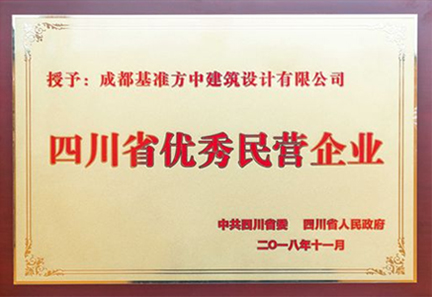 授予：成都基准方中建筑设计有限公司
四川省优秀民营企业
中共四川省委 四川省人民政府
二〇一八年十一月